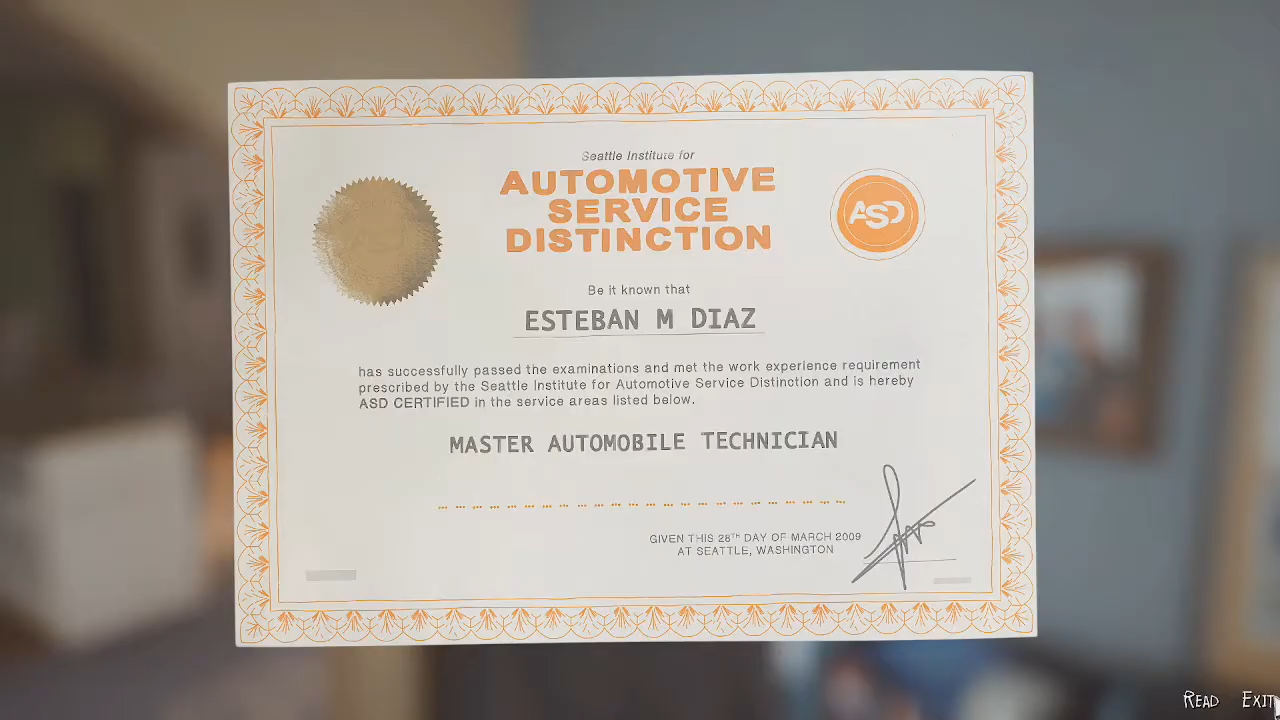 Seattle Institute for
AUTOMOTIVE
SERVICE
DISTINCTION
ASD
Be it known that
ESTEBAN M DIAZ
has successfully passed the examinations and met the work experience requirement
prescribed by the Seattle Institute for Automotive Service Distinction and is hereby
ASD CERTIFIED in the service areas listed below.
MASTER AUTOMOBILE TECHNICIAN
GIVEN THIS 28TH DAY OF MARCH 2009
AT SEATTLE, WASHINGTON
READ EXIT